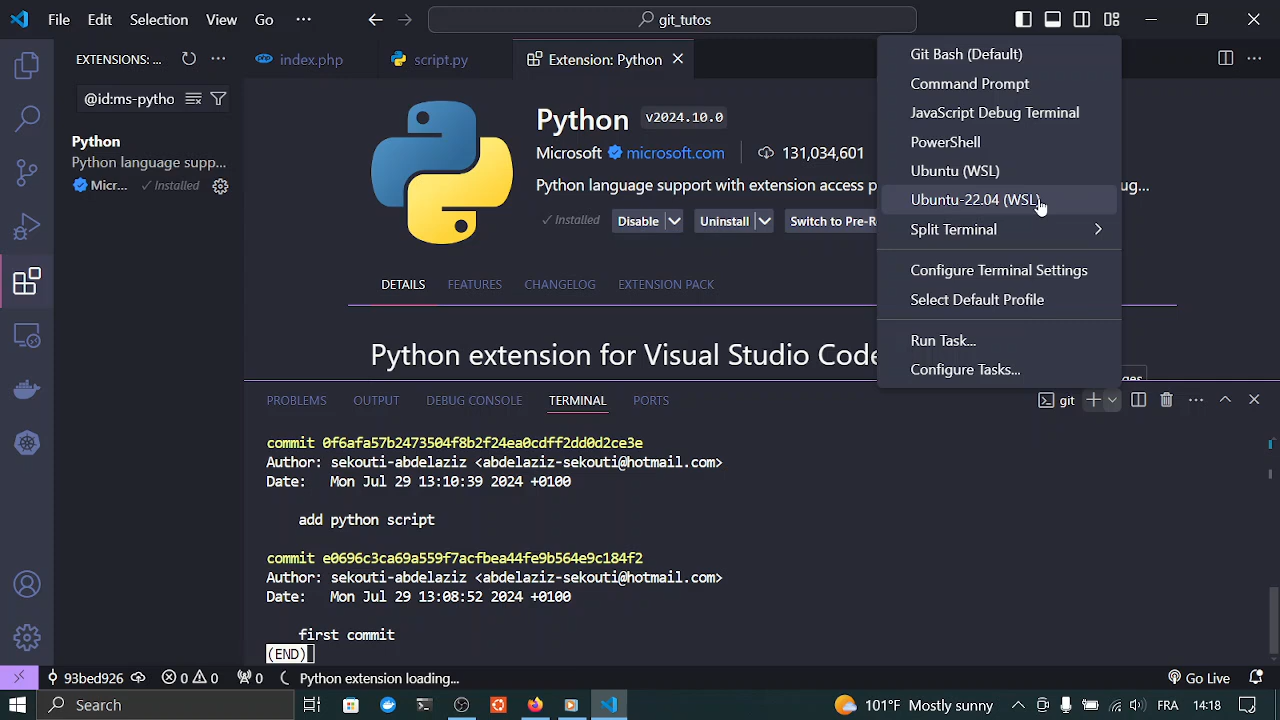 File Edit Selection View Go ··· git_tutos
EXTENSIONS: ... ···
index.php script.py Extension: Python
@id:ms-pytho
Python
Python language supp...
Micr... Installed
Python v2024.10.0
Microsoft microsoft.com 131,034,601
Python language support with extension access p ug...
Installed Disable Uninstall Switch to Pre-R
DETAILS FEATURES CHANGELOG EXTENSION PACK
Python extension for Visual Studio Code
Git Bash (Default)
Command Prompt
JavaScript Debug Terminal
PowerShell
Ubuntu (WSL)
Ubuntu-22.04 (WSL)
Split Terminal
Configure Terminal Settings
Select Default Profile
Run Task...
Configure Tasks...
PROBLEMS OUTPUT DEBUG CONSOLE TERMINAL PORTS git
commit 0f6afa57b2473504f8b2f24ea0cdff2dd0d2ce3e
Author: sekouti-abdelaziz <abdelaziz-sekouti@hotmail.com>
Date: Mon Jul 29 13:10:39 2024 +0100
add python script
commit e0696c3ca69a559f7acfbea44fe9b564e9c184f2
Author: sekouti-abdelaziz <abdelaziz-sekouti@hotmail.com>
Date: Mon Jul 29 13:08:52 2024 +0100
first commit
(END)
93bed926 0 0 0 Python extension loading... Go Live
Search 101°F Mostly sunny FRA 14:18